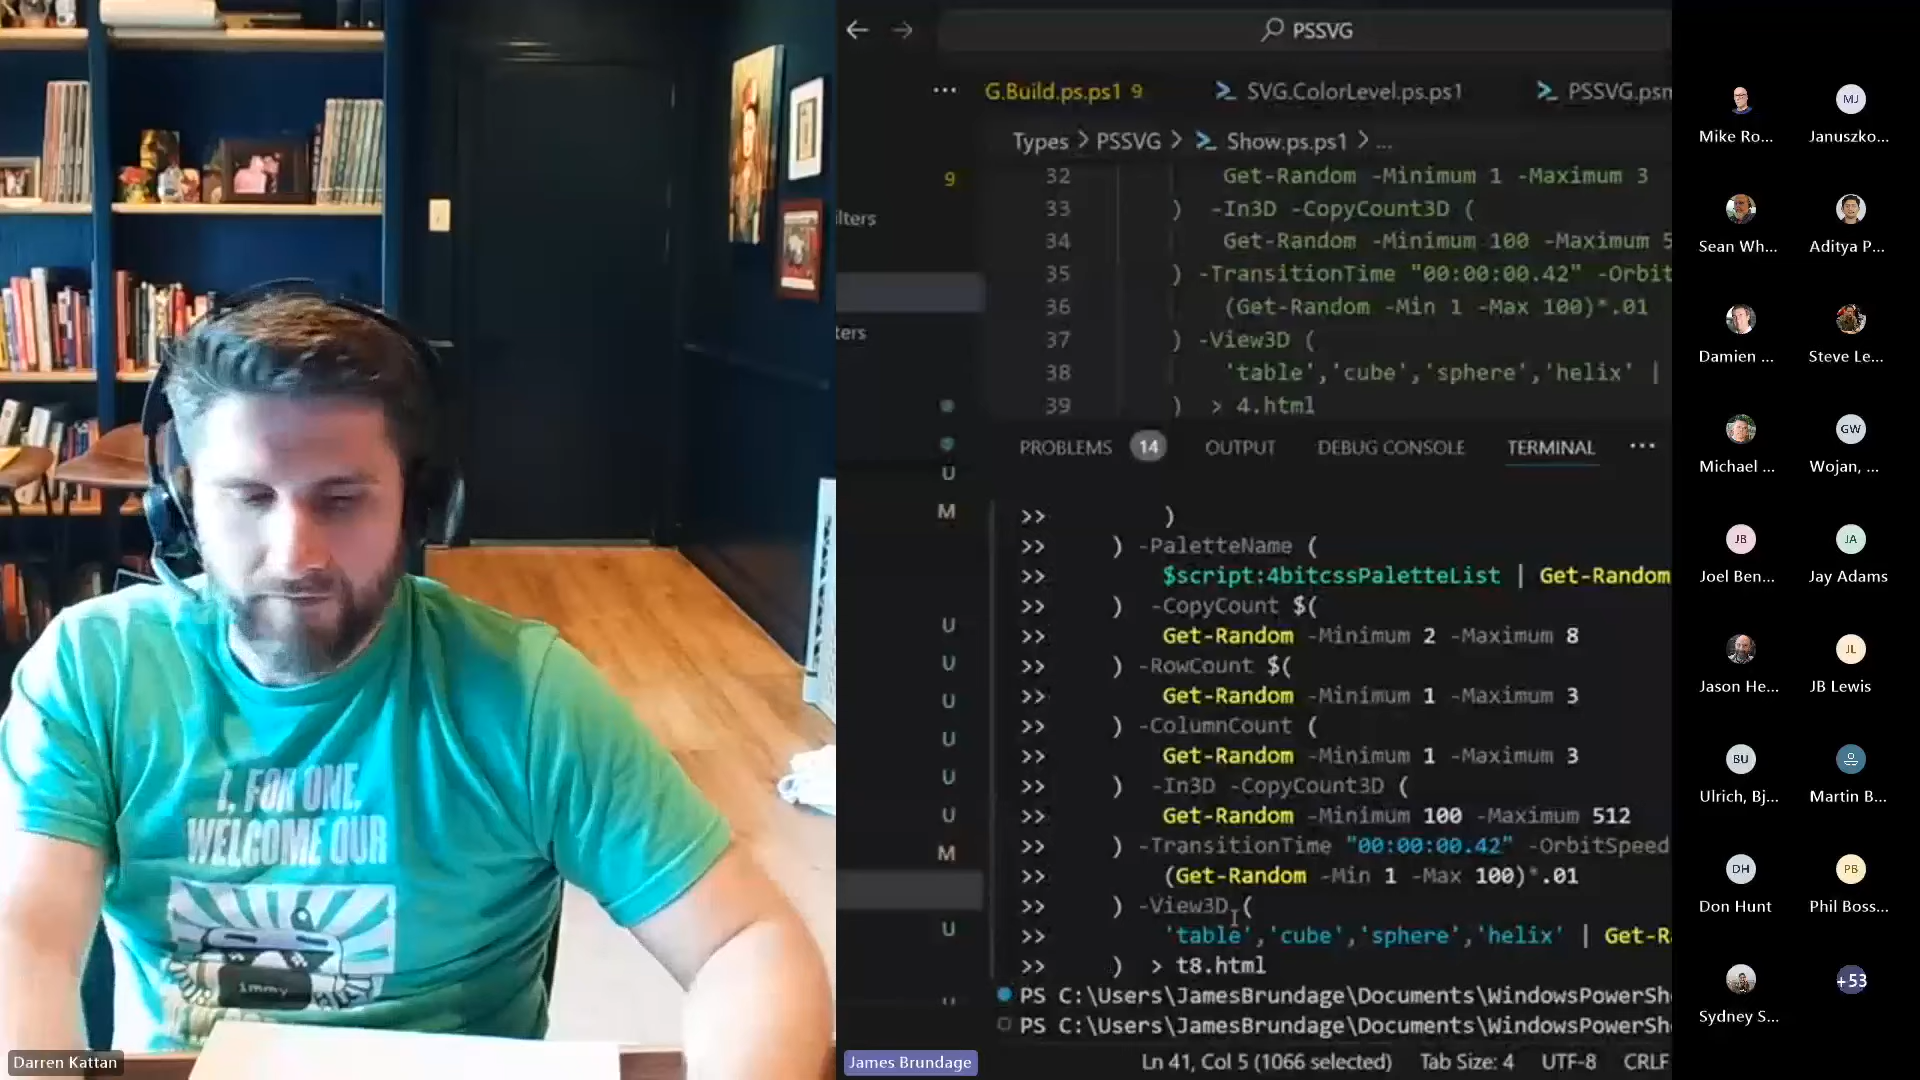 PSSVG
... G.Build.ps.ps1 9 SVG.ColorLevel.ps.ps1 PSSVG.psm
Types > PSSVG > Show.ps.ps1 > ...
9
ilters
ters
U
M
U
U
U
U
U
U
M
U
32 Get-Random -Minimum 1 -Maximum 3
33 ) -In3D -CopyCount3D (
34 Get-Random -Minimum 100 -Maximum 5
35 ) -TransitionTime "00:00:00.42" -Orbit
36 (Get-Random -Min 1 -Max 100)*.01
37 ) -View3D (
38 'table','cube','sphere','helix' |
39 ) > 4.html
PROBLEMS 14 OUTPUT DEBUG CONSOLE TERMINAL ...
>> )
>> ) -PaletteName (
>> $script:4bitcssPaletteList | Get-Random
>> ) -CopyCount $(
>> Get-Random -Minimum 2 -Maximum 8
>> ) -RowCount $(
>> Get-Random -Minimum 1 -Maximum 3
>> ) -ColumnCount (
>> Get-Random -Minimum 1 -Maximum 3
>> ) -In3D -CopyCount3D (
>> Get-Random -Minimum 100 -Maximum 512
>> ) -TransitionTime "00:00:00.42" -OrbitSpeed
>> (Get-Random -Min 1 -Max 100)*.01
>> ) -View3D (
>> 'table','cube','sphere','helix' | Get-R
>> ) > t8.html
PS C:\Users\JamesBrundage\Documents\WindowsPowerSh
PS C:\Users\JamesBrundage\Documents\WindowsPowerSh
Ln 41, Col 5 (1066 selected) Tab Size: 4 UTF-8 CRLF
I, FOR ONE,
WELCOME OUR
immy
Darren Kattan
James Brundage
MJ
Mike Ro... Januszko...
Sean Wh... Aditya P...
Damien ... Steve Le...
GW
Michael ... Wojan, ...
JB JA
Joel Ben... Jay Adams
JL
Jason He... JB Lewis
BU
Ulrich, Bj... Martin B...
DH PB
Don Hunt Phil Boss...
+53
Sydney S...